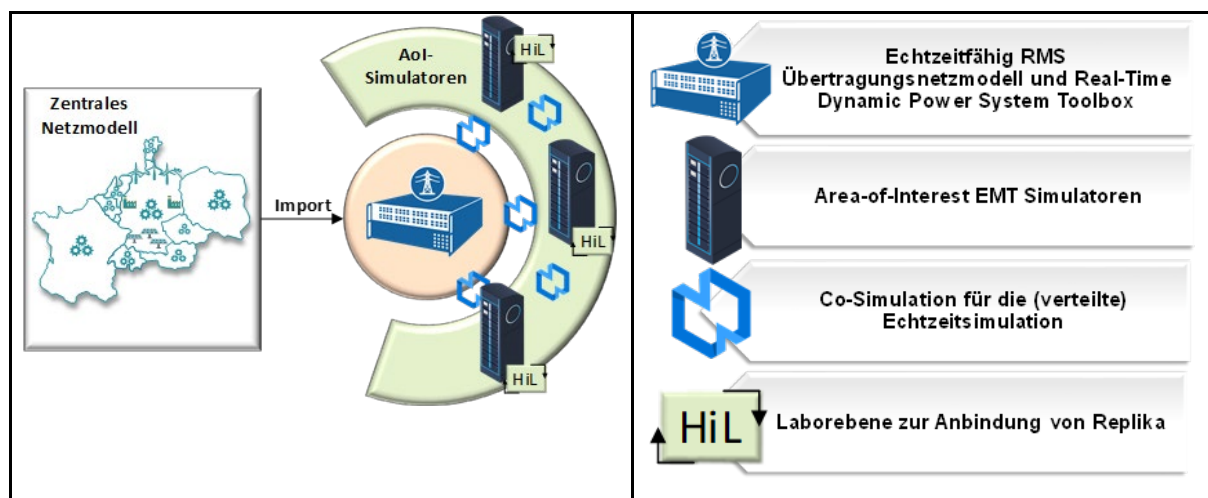 Zentrales
Netzmodell
Import
AoI-
Simulatoren
HiL
HiL
HiL
Echtzeitfähig RMS
Übertragungsnetzmodell und Real-Time
Dynamic Power System Toolbox
Area-of-Interest EMT Simulatoren
Co-Simulation für die (verteilte)
Echtzeitsimulation
HiL
Laborebene zur Anbindung von Replika